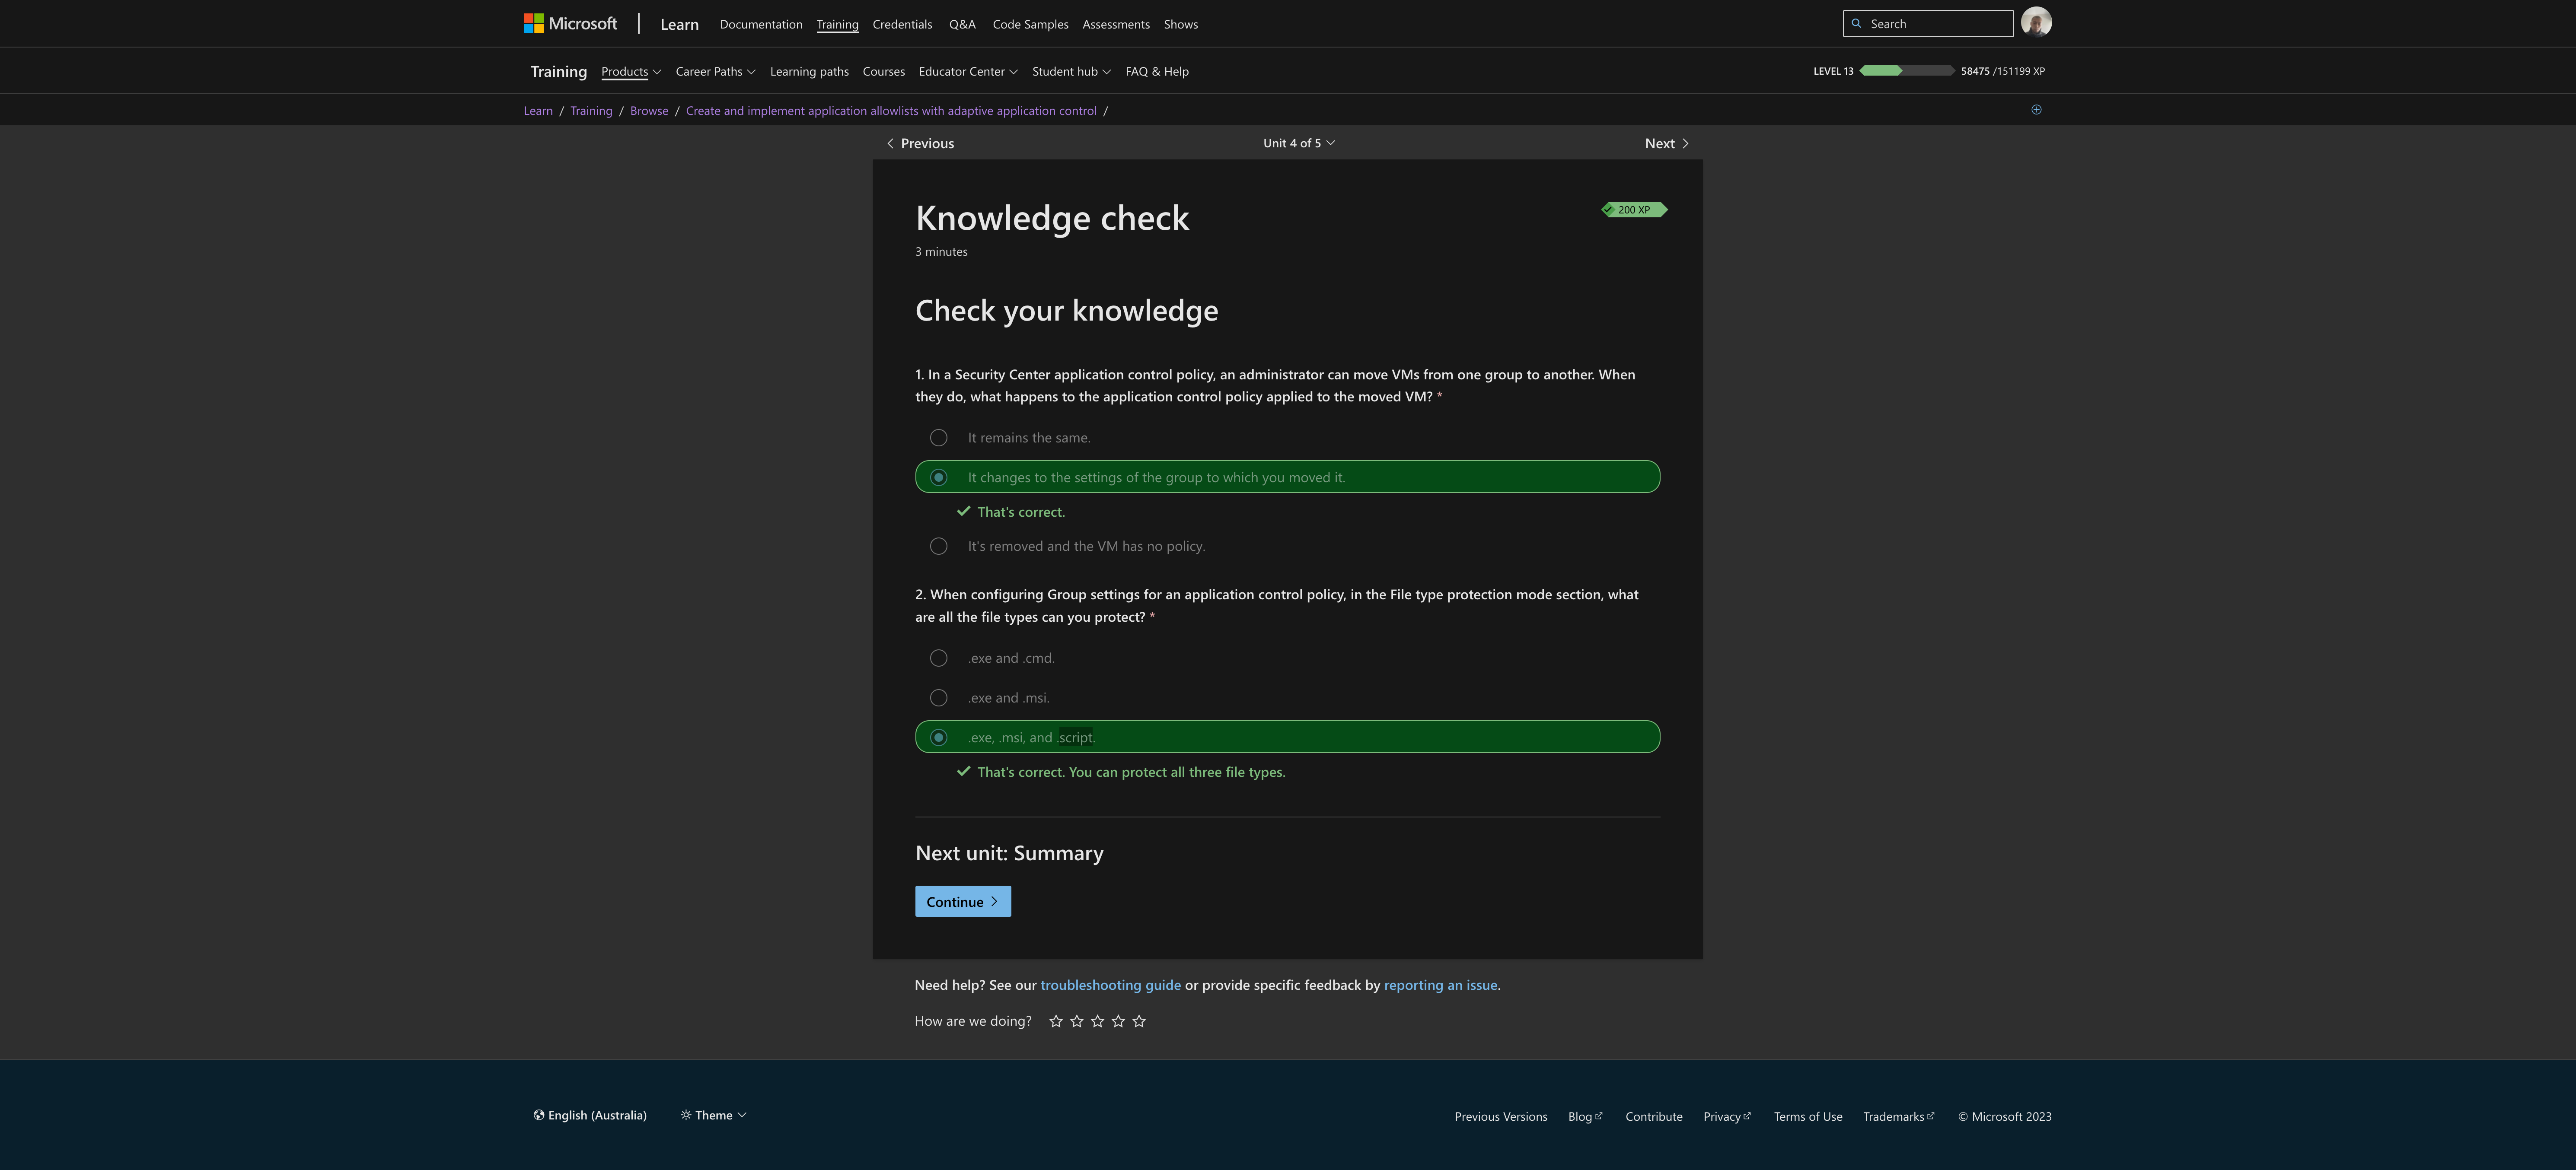 Microsoft | Learn Documentation Training Credentials Q&A Code Samples Assessments Shows Search
Training Products Career Paths Learning paths Courses Educator Center Student hub FAQ & Help LEVEL 13 58475 /151199 XP
Learn / Training / Browse / Create and implement application allowlists with adaptive application control /
Previous Unit 4 of 5 Next
Knowledge check
200 XP
3 minutes
Check your knowledge
1. In a Security Center application control policy, an administrator can move VMs from one group to another. When
they do, what happens to the application control policy applied to the moved VM? *
It remains the same.
It changes to the settings of the group to which you moved it.
That's correct.
It's removed and the VM has no policy.
2. When configuring Group settings for an application control policy, in the File type protection mode section, what
are all the file types can you protect? *
.exe and .cmd.
.exe and .msi.
.exe, .msi, and .script.
That's correct. You can protect all three file types.
Next unit: Summary
Continue
Need help? See our troubleshooting guide or provide specific feedback by reporting an issue.
How are we doing?
English (Australia) Theme Previous Versions Blog Contribute Privacy Terms of Use Trademarks © Microsoft 2023